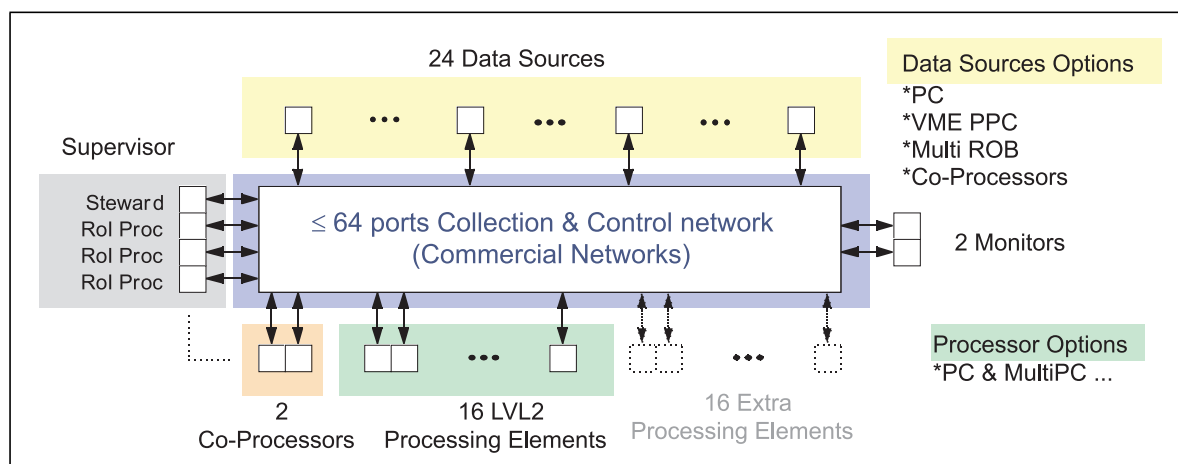 24 Data Sources
Data Sources Options
*PC
*VME PPC
*Multi ROB
*Co-Processors
Supervisor
Steward
RoI Proc
RoI Proc
RoI Proc
≤ 64 ports Collection & Control network
(Commercial Networks)
2 Monitors
2
Co-Processors
16 LVL2
Processing Elements
16 Extra
Processing Elements
Processor Options
*PC & MultiPC ...